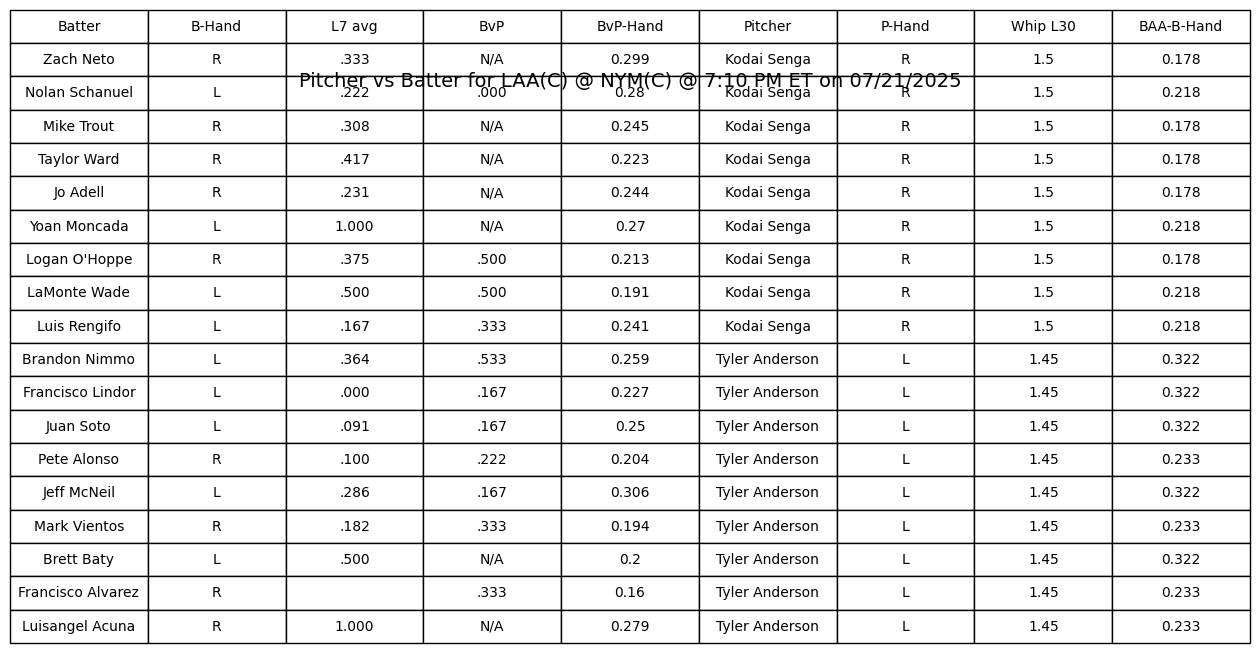 Batter B-Hand L7 avg BvP BvP-Hand Pitcher P-Hand Whip L30 BAA-B-Hand
Zach Neto R .333 N/A 0.299 Kodai Senga R 1.5 0.178
Pitcher vs Batter for LAA(C) @ NYM(C) @ 7:10 PM ET on 07/21/2025
Nolan Schanuel L .222 .000 0.28 Kodai Senga R 1.5 0.218
Mike Trout R .308 N/A 0.245 Kodai Senga R 1.5 0.178
Taylor Ward R .417 N/A 0.223 Kodai Senga R 1.5 0.178
Jo Adell R .231 N/A 0.244 Kodai Senga R 1.5 0.178
Yoan Moncada L 1.000 N/A 0.27 Kodai Senga R 1.5 0.218
Logan O'Hoppe R .375 .500 0.213 Kodai Senga R 1.5 0.178
LaMonte Wade L .500 .500 0.191 Kodai Senga R 1.5 0.218
Luis Rengifo L .167 .333 0.241 Kodai Senga R 1.5 0.218
Brandon Nimmo L .364 .533 0.259 Tyler Anderson L 1.45 0.322
Francisco Lindor L .000 .167 0.227 Tyler Anderson L 1.45 0.322
Juan Soto L .091 .167 0.25 Tyler Anderson L 1.45 0.322
Pete Alonso R .100 .222 0.204 Tyler Anderson L 1.45 0.233
Jeff McNeil L .286 .167 0.306 Tyler Anderson L 1.45 0.322
Mark Vientos R .182 .333 0.194 Tyler Anderson L 1.45 0.233
Brett Baty L .500 N/A 0.2 Tyler Anderson L 1.45 0.322
Francisco Alvarez R .333 0.16 Tyler Anderson L 1.45 0.233
Luisangel Acuna R 1.000 N/A 0.279 Tyler Anderson L 1.45 0.233